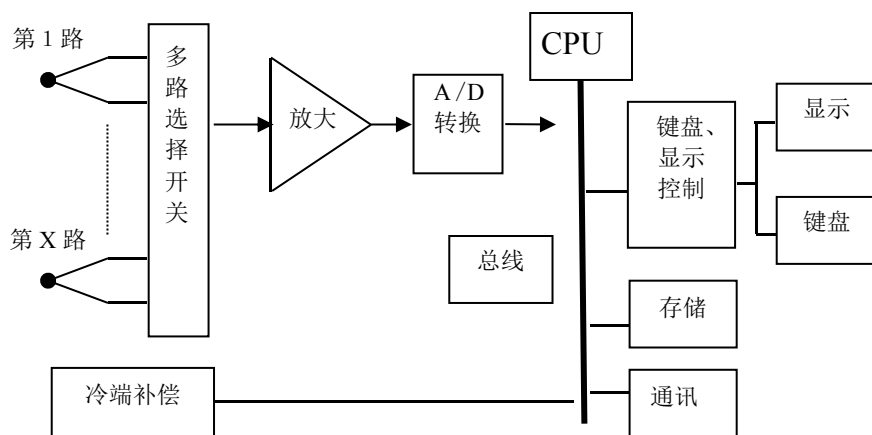 第 1 路
多
路
选
择
开
关
放大
A /D
转换
CPU
键盘、
显示
控制
显示
键盘
第 X 路
总线
存储
冷端补偿
通讯